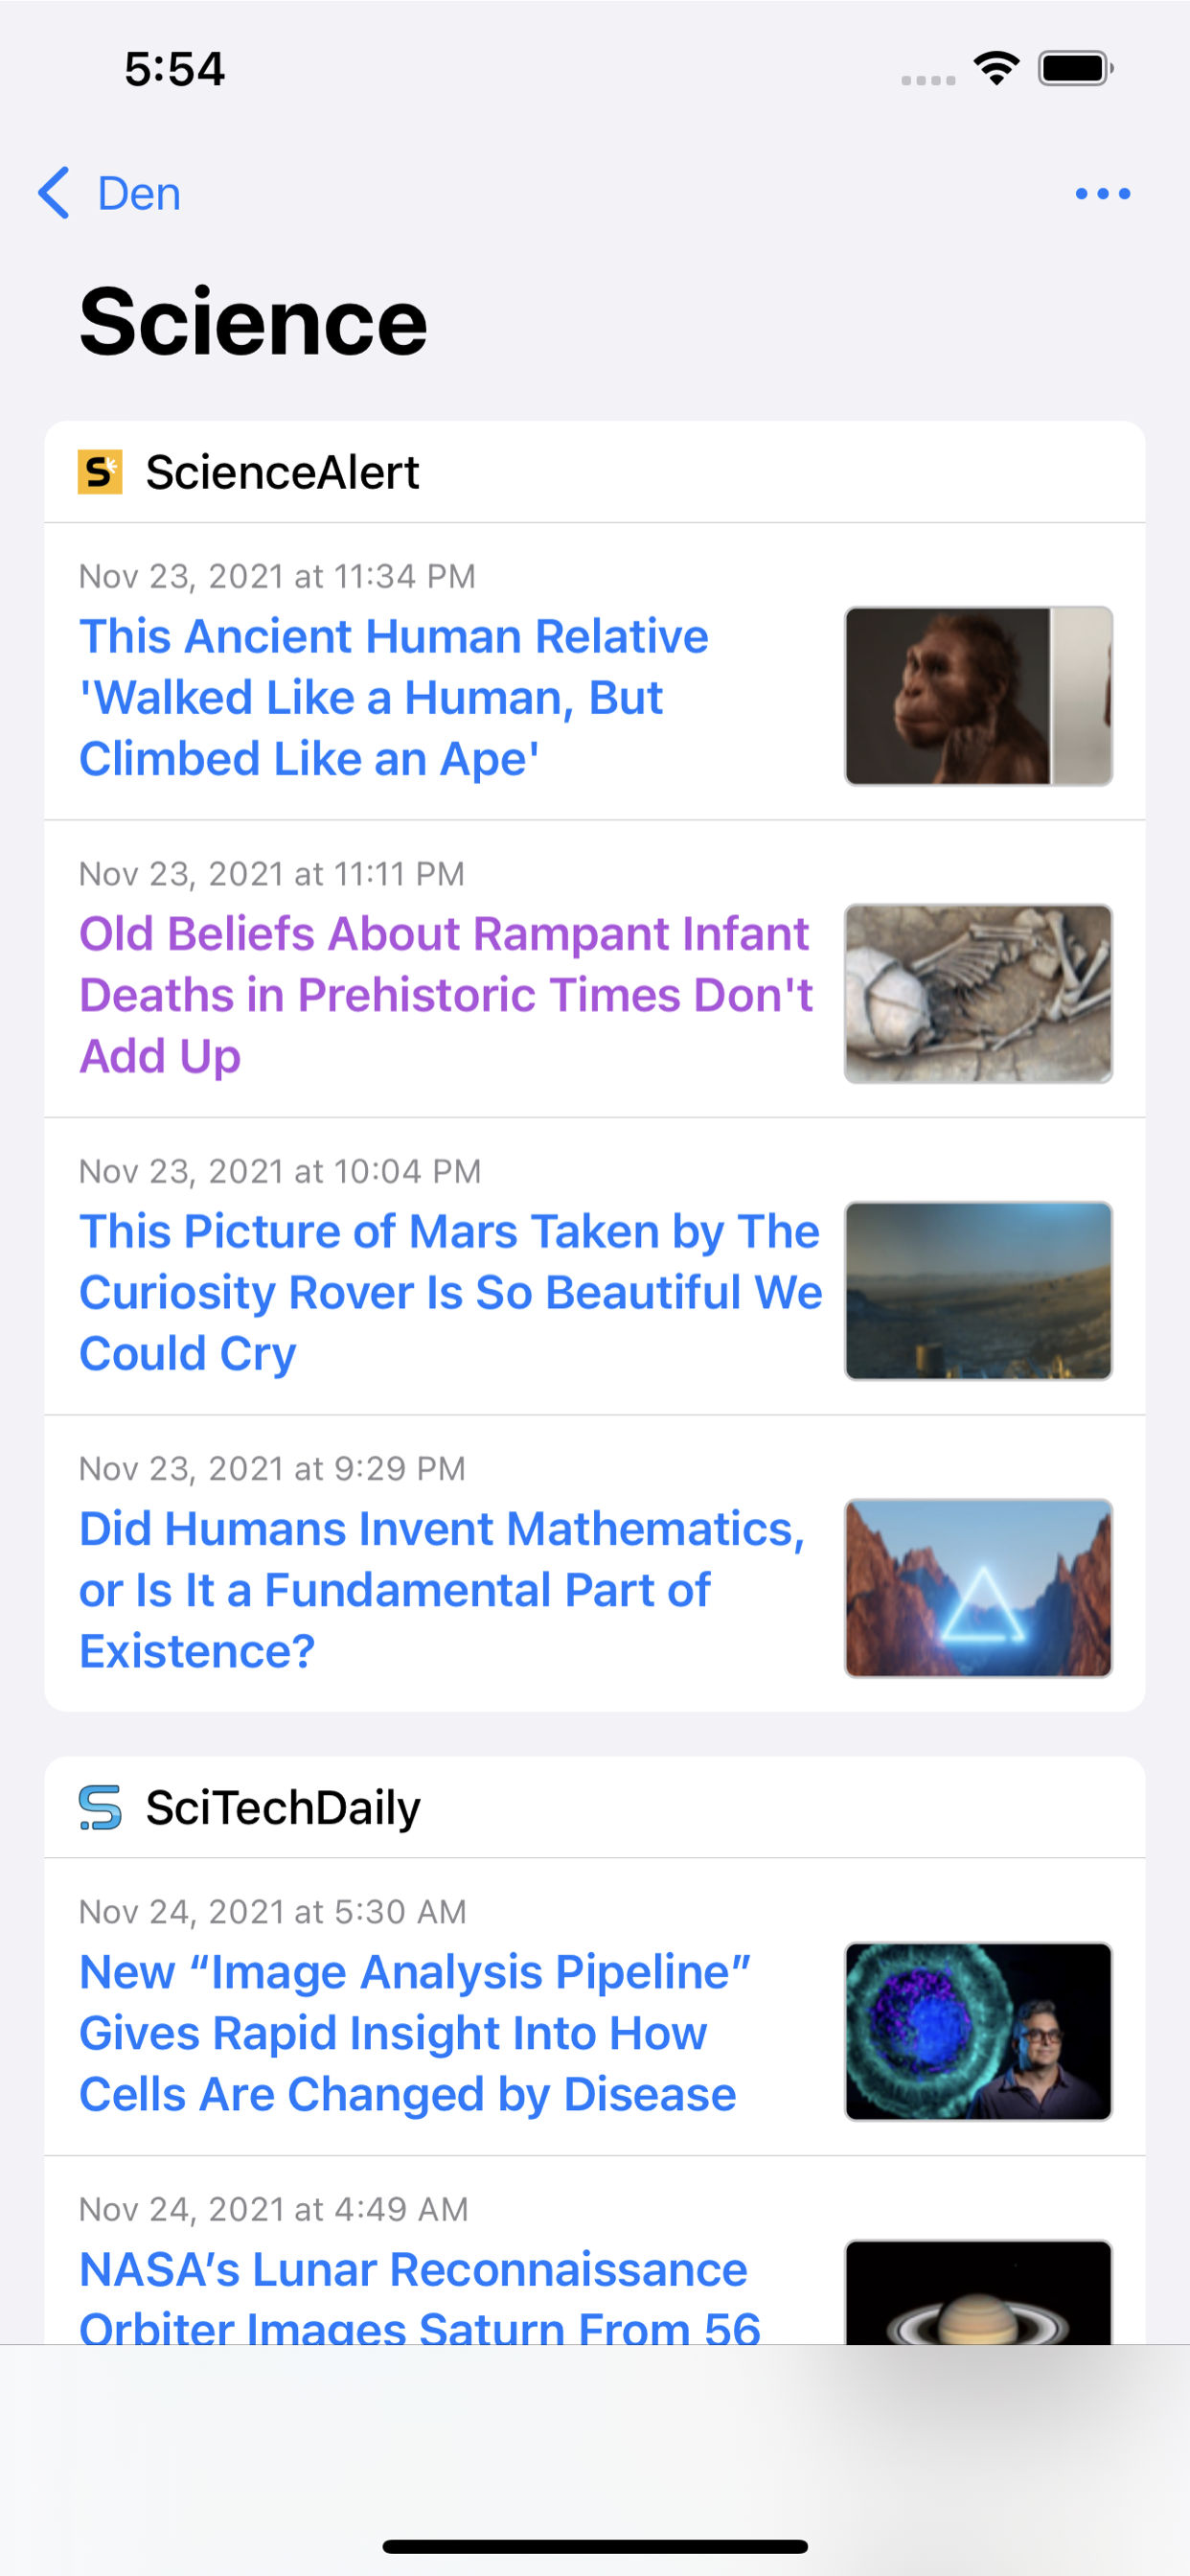 5:54
Den
Science
ScienceAlert
Nov 23, 2021 at 11:34 PM
This Ancient Human Relative
'Walked Like a Human, But
Climbed Like an Ape'
Nov 23, 2021 at 11:11 PM
Old Beliefs About Rampant Infant
Deaths in Prehistoric Times Don't
Add Up
Nov 23, 2021 at 10:04 PM
This Picture of Mars Taken by The
Curiosity Rover Is So Beautiful We
Could Cry
Nov 23, 2021 at 9:29 PM
Did Humans Invent Mathematics,
or Is It a Fundamental Part of
Existence?
SciTechDaily
Nov 24, 2021 at 5:30 AM
New “Image Analysis Pipeline”
Gives Rapid Insight Into How
Cells Are Changed by Disease
Nov 24, 2021 at 4:49 AM
NASA’s Lunar Reconnaissance
Orbiter Images Saturn From 56